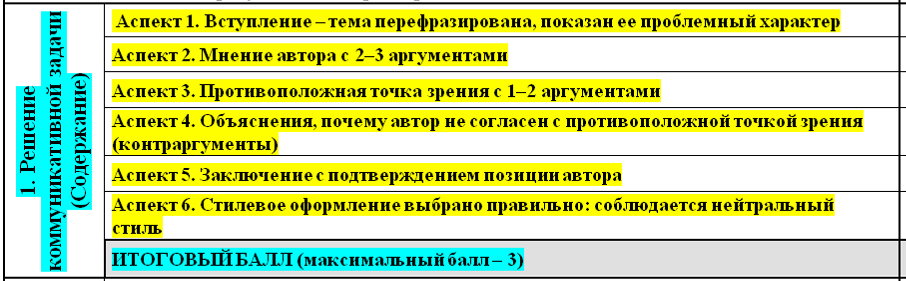 1. Решение
коммуникативной задачи
(Содержание)
Аспект 1. Вступление – тема перефразирована, показан ее проблемный характер
Аспект 2. Мнение автора с 2–3 аргументами
Аспект 3. Противоположная точка зрения с 1–2 аргументами
Аспект 4. Объяснения, почему автор не согласен с противоположной точкой зрения
(контраргументы)
Аспект 5. Заключение с подтверждением позиции автора
Аспект 6. Стилевое оформление выбрано правильно: соблюдается нейтральный
стиль
ИТОГОВЫЙ БАЛЛ (максимальный балл – 3)